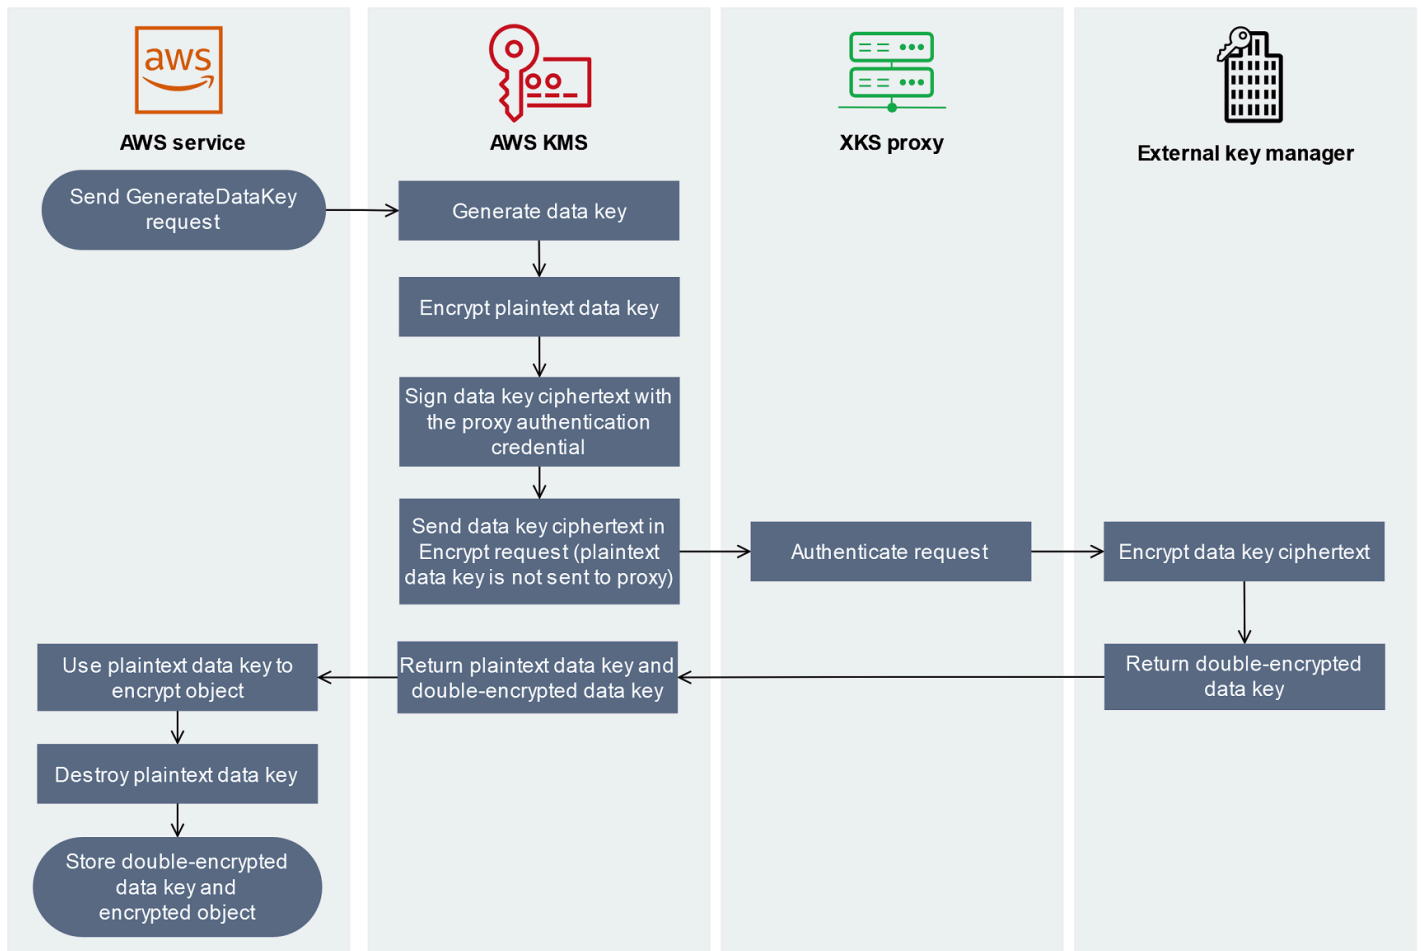 aws
AWS service
AWS KMS
XKS proxy
External key manager
Send GenerateDataKey
request
Generate data key
Encrypt plaintext data key
Sign data key ciphertext with
the proxy authentication
credential
Send data key ciphertext in
Encrypt request (plaintext
data key is not sent to proxy)
Authenticate request
Encrypt data key ciphertext
Return double-encrypted
data key
Return plaintext data key and
double-encrypted data key
Use plaintext data key to
encrypt object
Destroy plaintext data key
Store double-encrypted
data key and
encrypted object